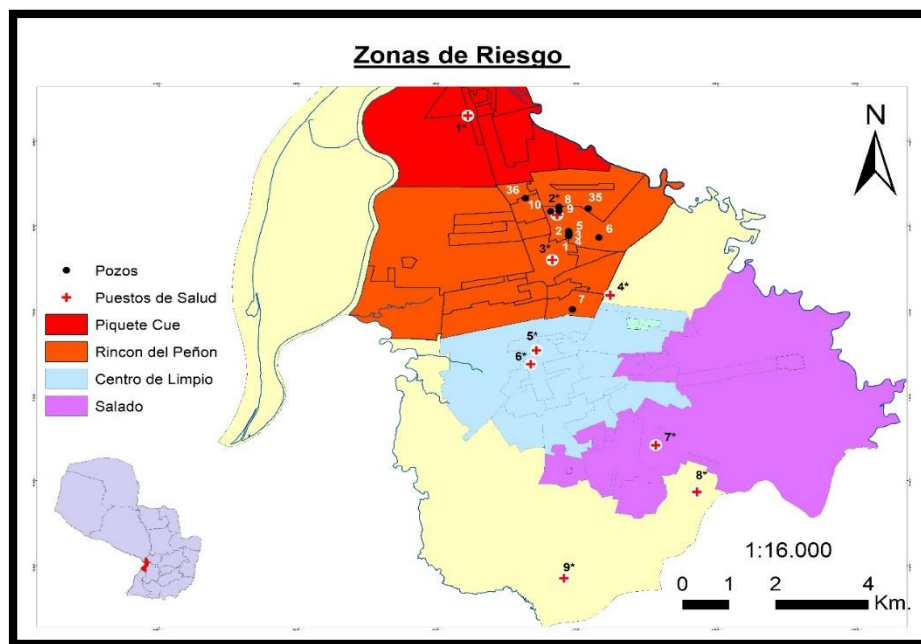 Zonas de Riesgo
N
1*
36
2*
8
35
10
9
5
2
3
6
4
1
3*
4*
7
5*
6*
7*
8*
9*
Pozos
Puestos de Salud
Piquete Cue
Rincon del Peñon
Centro de Limpio
Salado
1:16.000
0 1 2 4
Km.